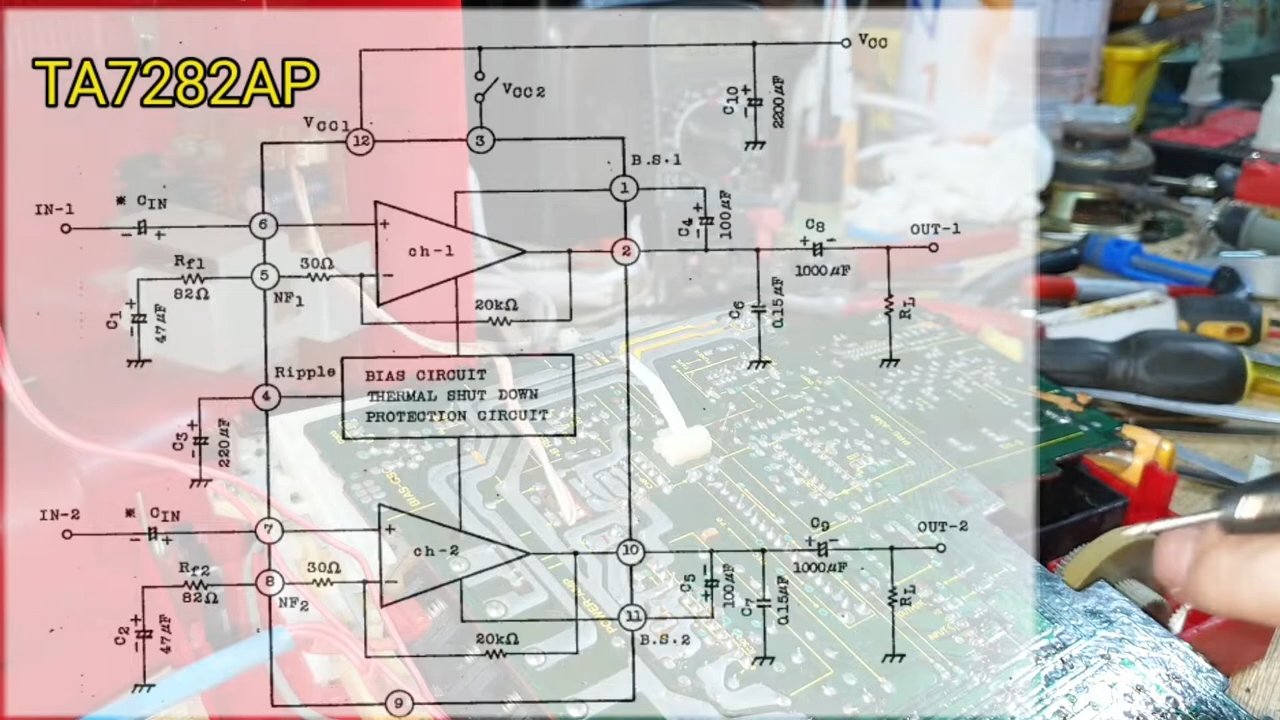 TA7282AP
VCC
VCC2
C10
2200µF
VCC1
12
3
B.S.1
1
* CIN
IN-1
6
+
ch-1
C4
100µF
C8
OUT-1
2
1000µF
Rf1
82Ω
5
30Ω
NF1
20kΩ
C1
47µF
C6
0.15µF
RL
Ripple
4
BIAS CIRCUIT
THERMAL SHUT DOWN
PROTECTION CIRCUIT
C3
220µF
* CIN
IN-2
7
+
ch-2
C9
OUT-2
10
1000µF
Rf2
82Ω
8
30Ω
NF2
C5
100µF
C7
0.15µF
RL
11
B.S.2
20kΩ
C2
47µF
9